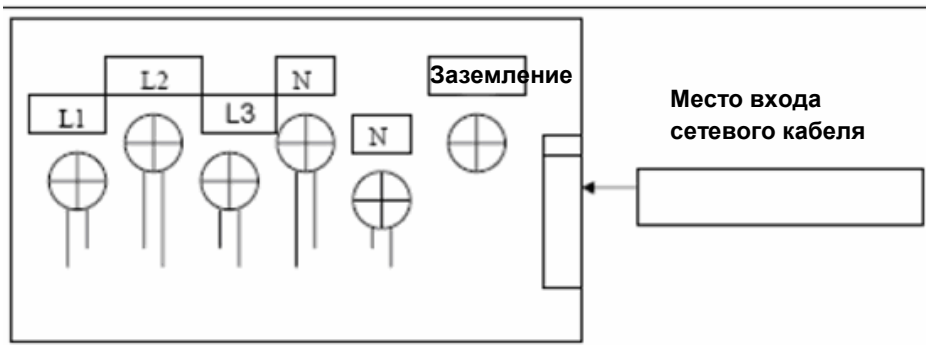 L1
L2
L3
N
N
Заземление
Место входа
сетевого кабеля